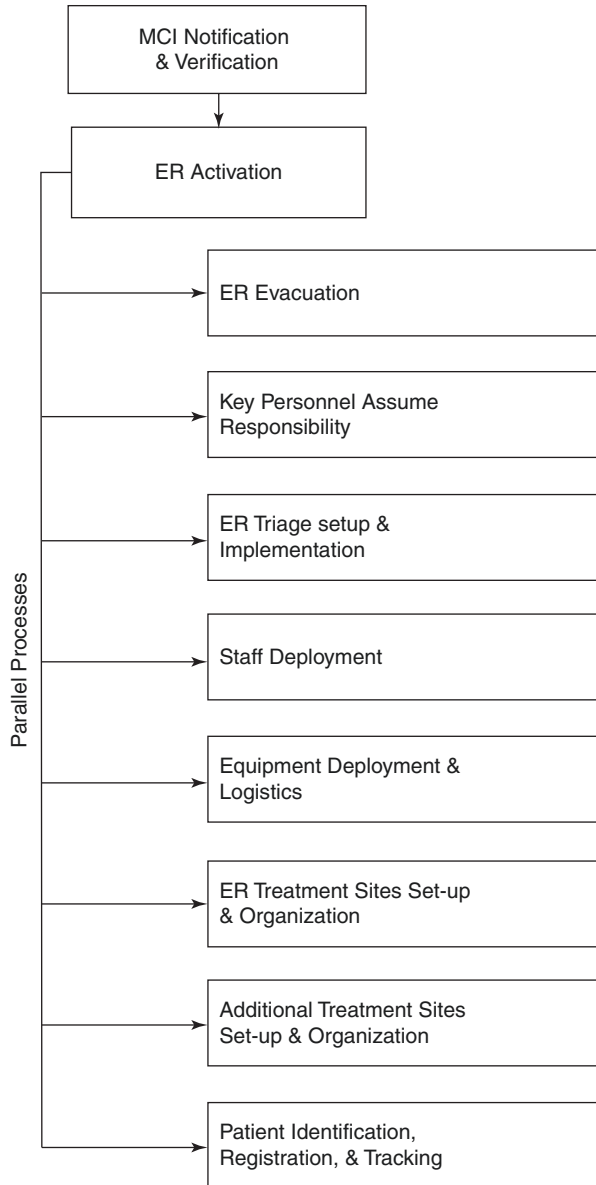 MCI Notification
& Verification
ER Activation
ER Evacuation
Key Personnel Assume
Responsibility
ER Triage setup &
Implementation
Staff Deployment
Equipment Deployment &
Logistics
ER Treatment Sites Set-up
& Organization
Additional Treatment Sites
Set-up & Organization
Patient Identification,
Registration, & Tracking
Parallel Processes